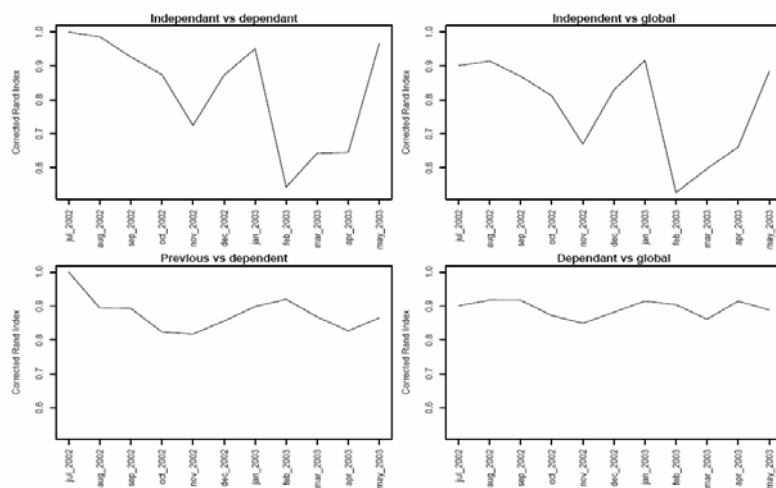 Independant vs dependant
Corrected Rand Index
1.0
0.9
0.8
0.7
0.6
jul_2002
aug_2002
sep_2002
oct_2002
nov_2002
dec_2002
jan_2003
feb_2003
mar_2003
apr_2003
may_2003
Independent vs global
Corrected Rand Index
1.0
0.9
0.8
0.7
0.6
jul_2002
aug_2002
sep_2002
oct_2002
nov_2002
dec_2002
jan_2003
feb_2003
mar_2003
apr_2003
may_2003
Previous vs dependent
Corrected Rand Index
1.0
0.9
0.8
0.7
0.6
jul_2002
aug_2002
sep_2002
oct_2002
nov_2002
dec_2002
jan_2003
feb_2003
mar_2003
apr_2003
may_2003
Dependant vs global
Corrected Rand Index
1.0
0.9
0.8
0.7
0.6
jul_2002
aug_2002
sep_2002
oct_2002
nov_2002
dec_2002
jan_2003
feb_2003
mar_2003
apr_2003
may_2003